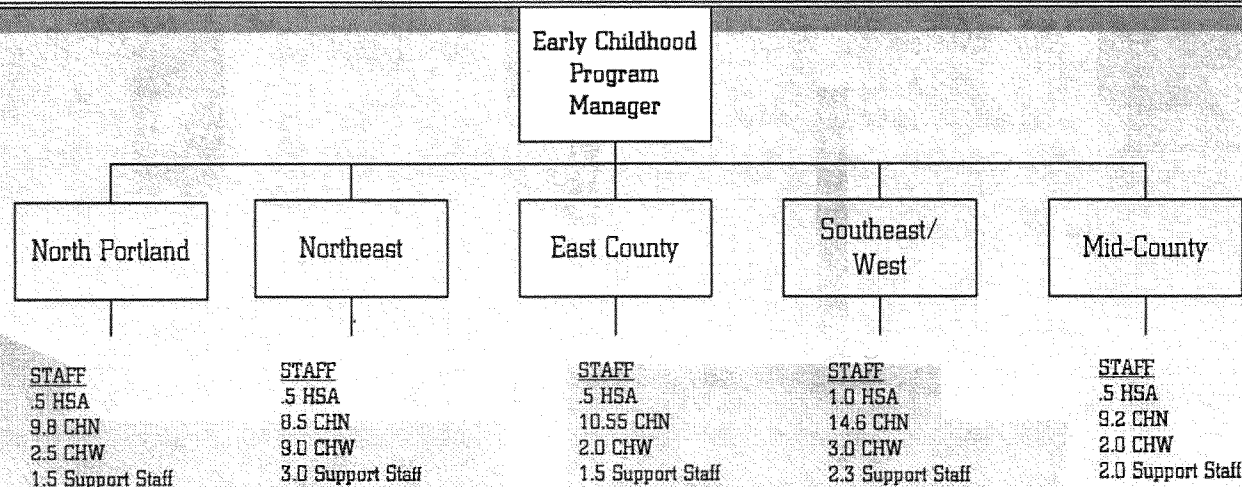 Early Childhood
Program
Manager
North Portland
Northeast
East County
Southeast/
West
Mid-County
STAFF
.5 HSA
9.8 CHN
2.5 CHW
1.5 Support Staff
STAFF
.5 HSA
8.5 CHN
9.0 CHW
3.0 Support Staff
STAFF
.5 HSA
10.55 CHN
2.0 CHW
1.5 Support Staff
STAFF
1.0 HSA
14.6 CHN
3.0 CHW
2.3 Support Staff
STAFF
.5 HSA
9.2 CHN
2.0 CHW
2.0 Support Staff